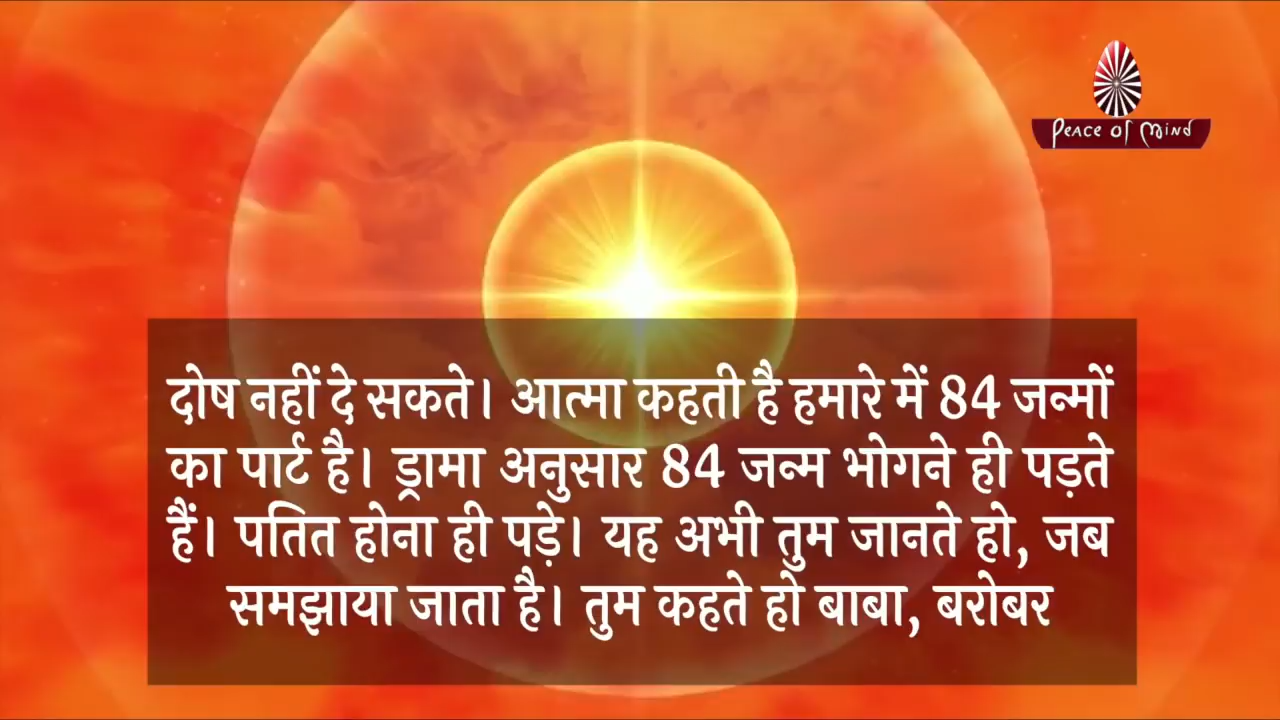 Peace of Mind
दोष नहीं दे सकते। आत्मा कहती है हमारे में 84 जन्मों
का पार्ट है। ड्रामा अनुसार 84 जन्म भोगने ही पड़ते
हैं। पतित होना ही पड़े। यह अभी तुम जानते हो, जब
समझाया जाता है। तुम कहते हो बाबा, बरोबर